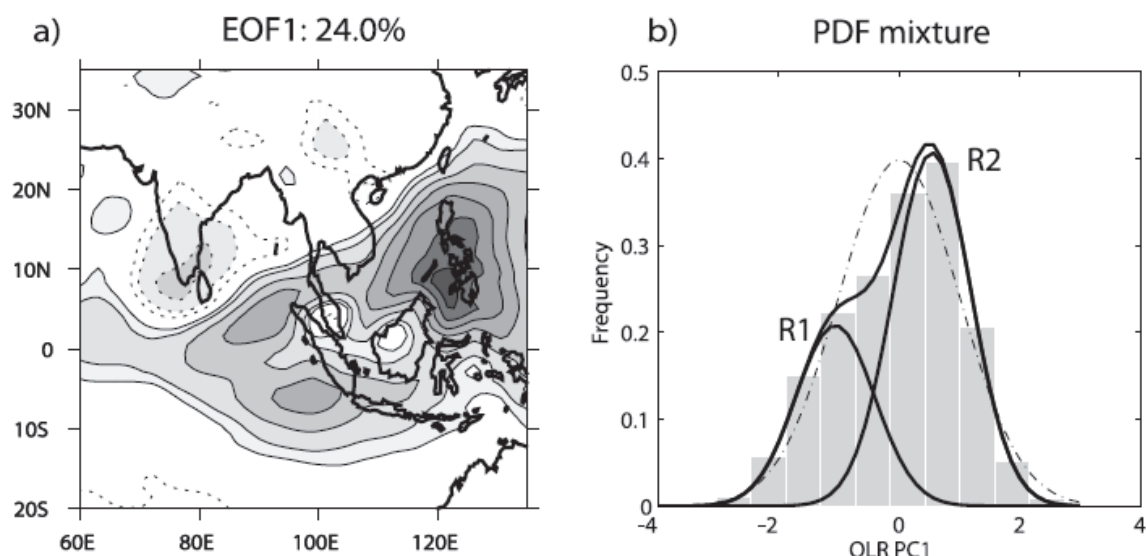 a)
EOF1: 24.0%
30N
20N
10N
0
10S
20S
60E
80E
100E
120E
b)
PDF mixture
0.5
0.4
0.3
0.2
0.1
0
Frequency
R1
R2
-4
-2
0
2
4
OLR PC1